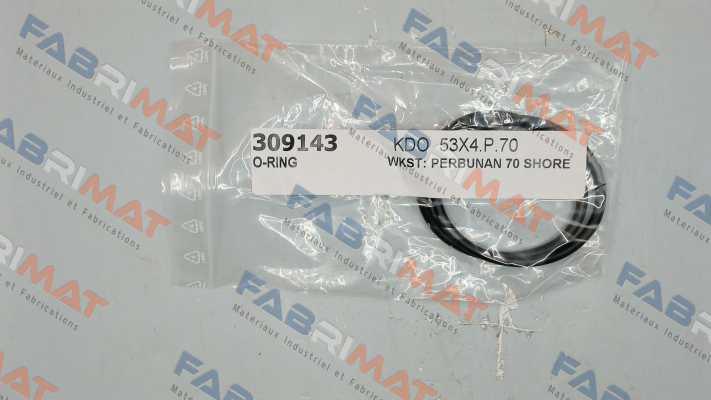 309143 KDO 53X4.P.70
O-RING WKST: PERBUNAN 70 SHORE
FABRIMAT
Matériaux Industriel et Fabrications